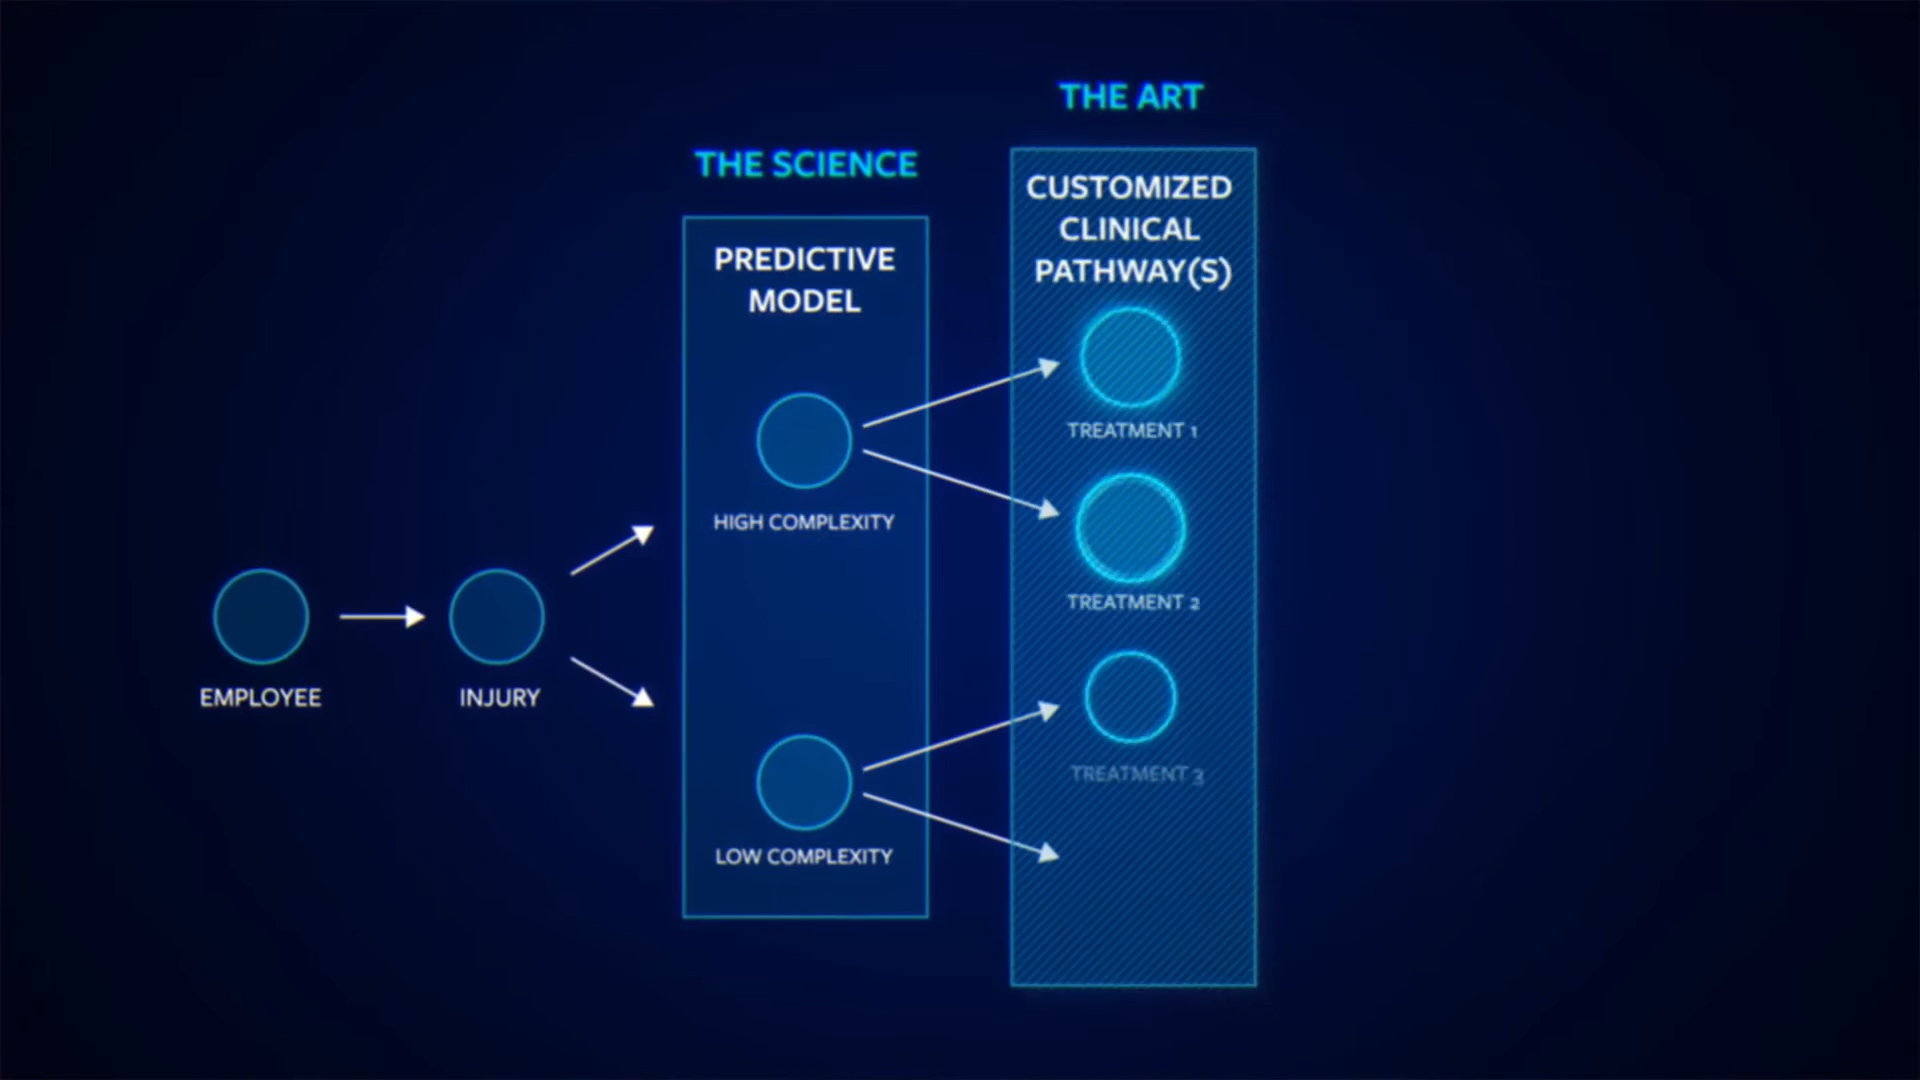 THE ART
THE SCIENCE
CUSTOMIZED
CLINICAL
PATHWAY(S)
PREDICTIVE
MODEL
TREATMENT 1
HIGH COMPLEXITY
TREATMENT 2
EMPLOYEE
INJURY
TREATMENT 3
LOW COMPLEXITY